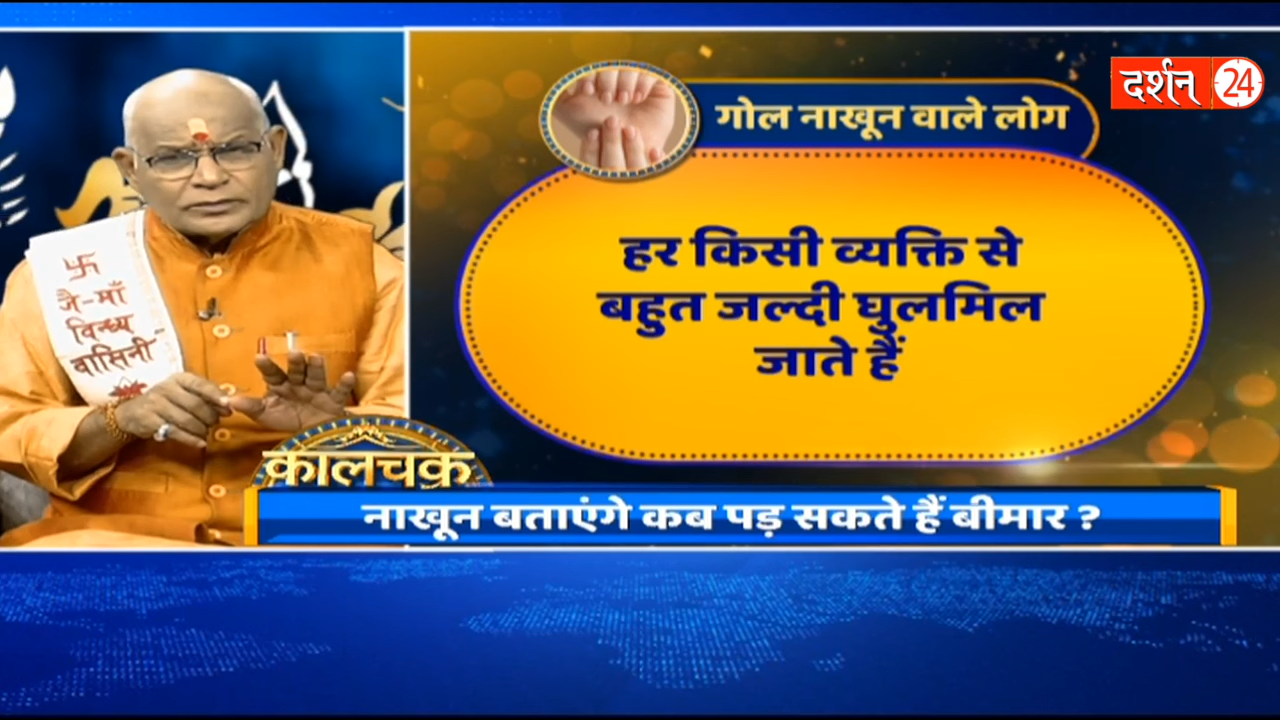 दर्शन 24
गोल नाखून वाले लोग
हर किसी व्यक्ति से
बहुत जल्दी घुलमिल
जाते हैं
जै-माँ
विन्ध्य
वासिनी
कालचक्र
नाखून बताएंगे कब पड़ सकते हैं बीमार ?